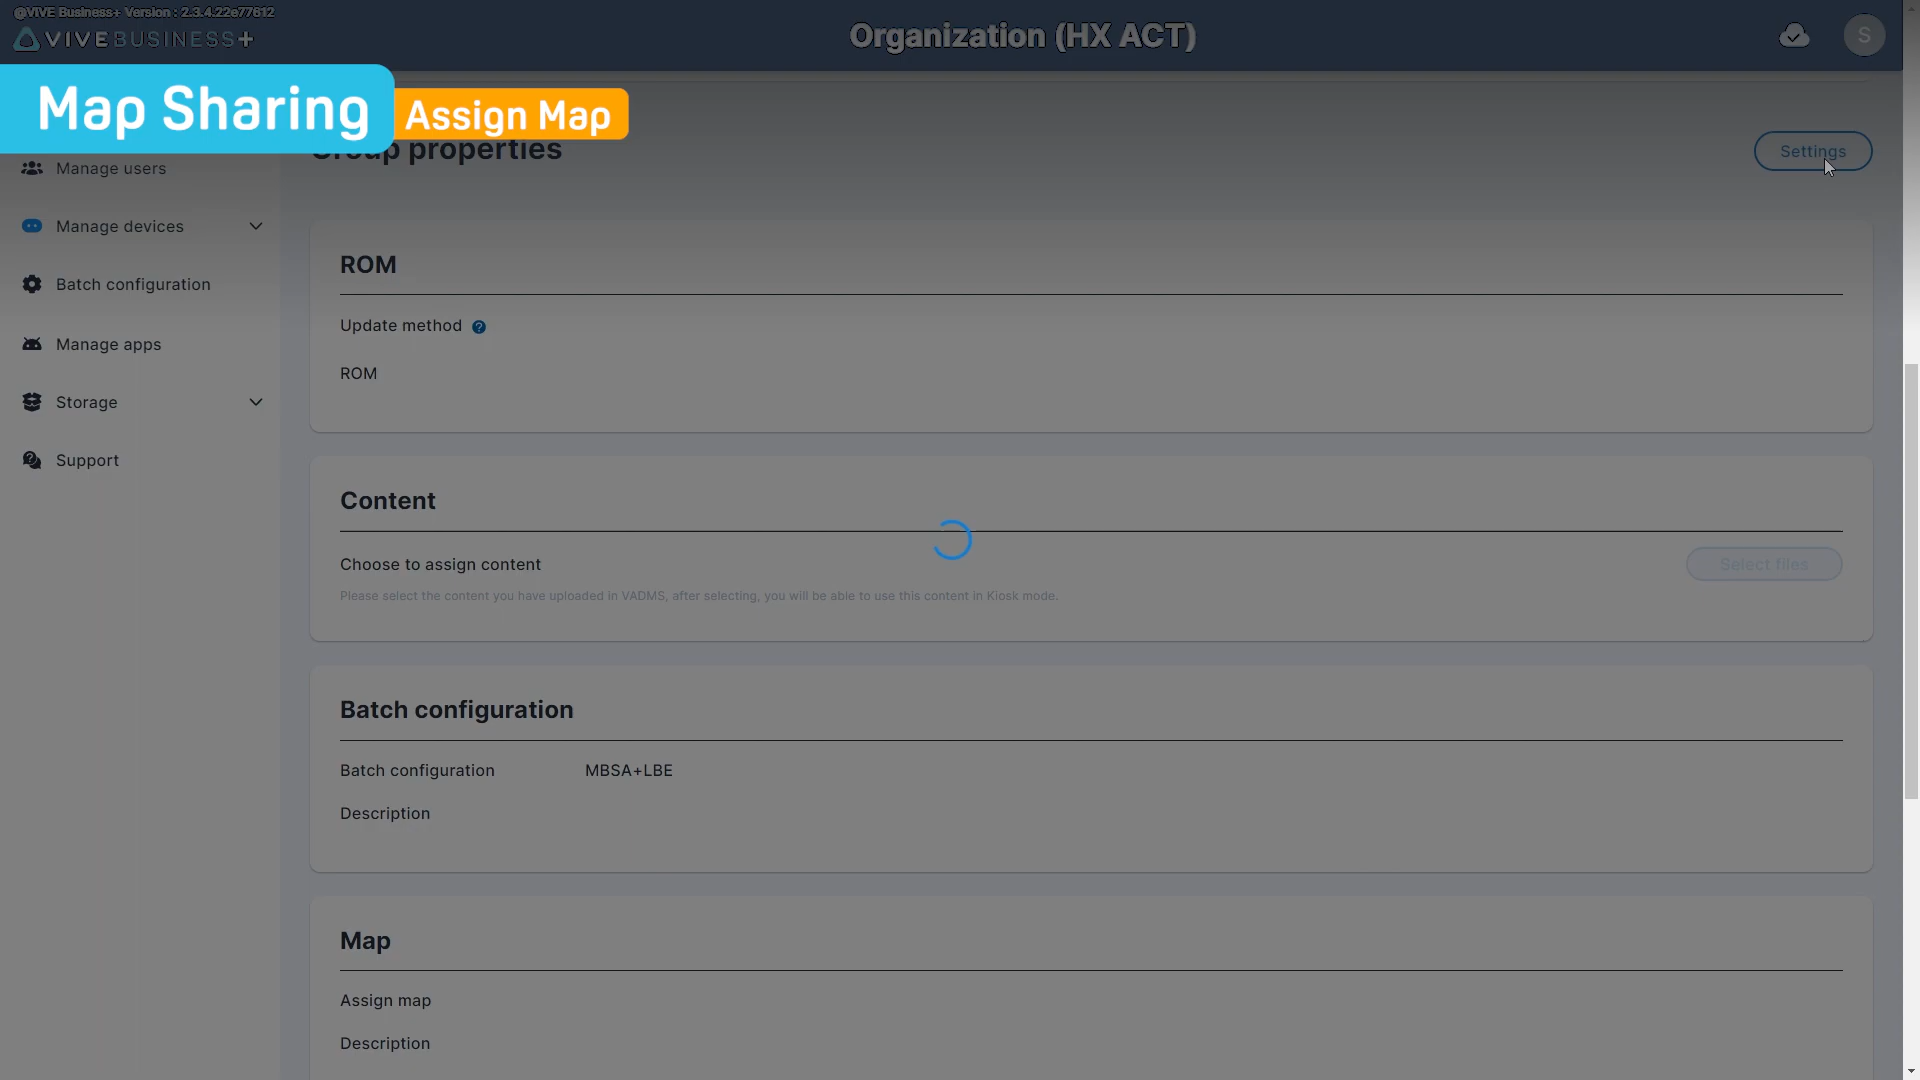 @VIVE Business+ Version : 2.3.4.22e77612
VIVE BUSINESS+
Organization (HX ACT)
S
Map Sharing
Assign Map
Group properties
Settings
Manage users
Manage devices
Batch configuration
Manage apps
Storage
Support
ROM
Update method ?
ROM
Content
Choose to assign content
Select files
Please select the content you have uploaded in VADMS, after selecting, you will be able to use this content in Kiosk mode.
Batch configuration
Batch configuration MBSA+LBE
Description
Map
Assign map
Description